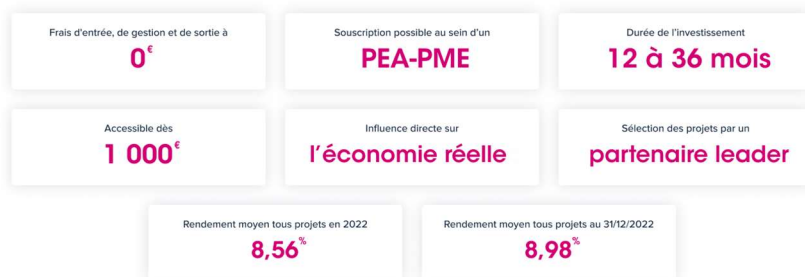 Frais d'entrée, de gestion et de sortie à
0€
Souscription possible au sein d'un
PEA-PME
Durée de l'investissement
12 à 36 mois
Accessible dès
1 000€
Influence directe sur
l'économie réelle
Sélection des projets par un
partenaire leader
Rendement moyen tous projets en 2022
8,56%
Rendement moyen tous projets au 31/12/2022
8,98%